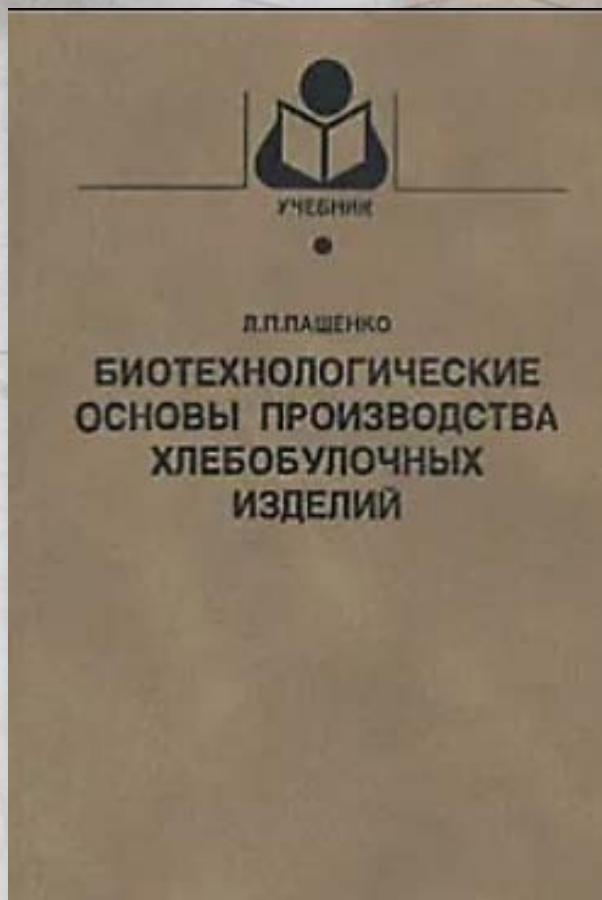 УЧЕБНИК
Л.П.ПАЩЕНКО
БИОТЕХНОЛОГИЧЕСКИЕ
ОСНОВЫ ПРОИЗВОДСТВА
ХЛЕБОБУЛОЧНЫХ
ИЗДЕЛИЙ